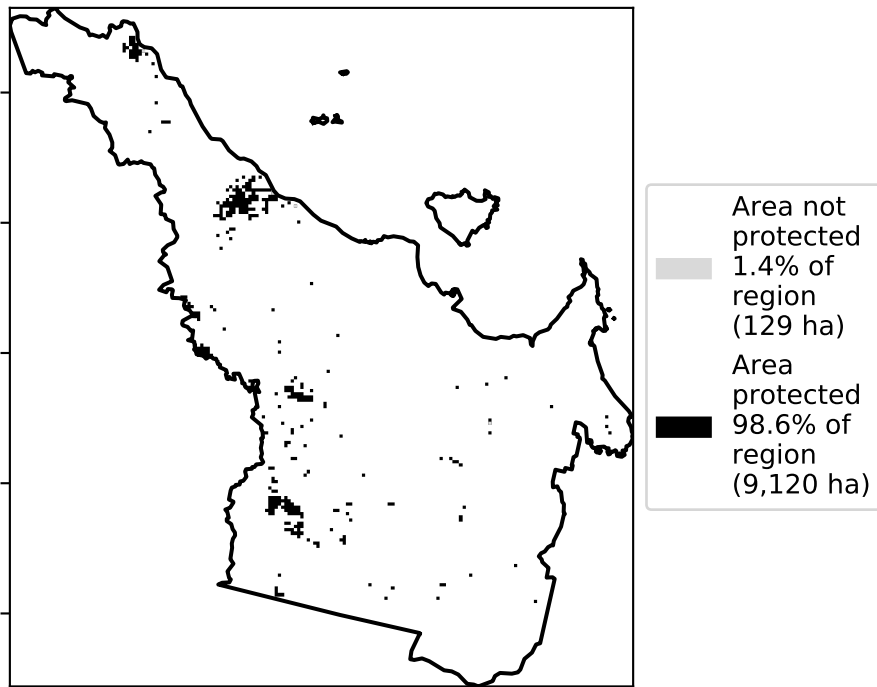 Area not
protected
1.4% of
region
(129 ha)
Area
protected
98.6% of
region
(9,120 ha)